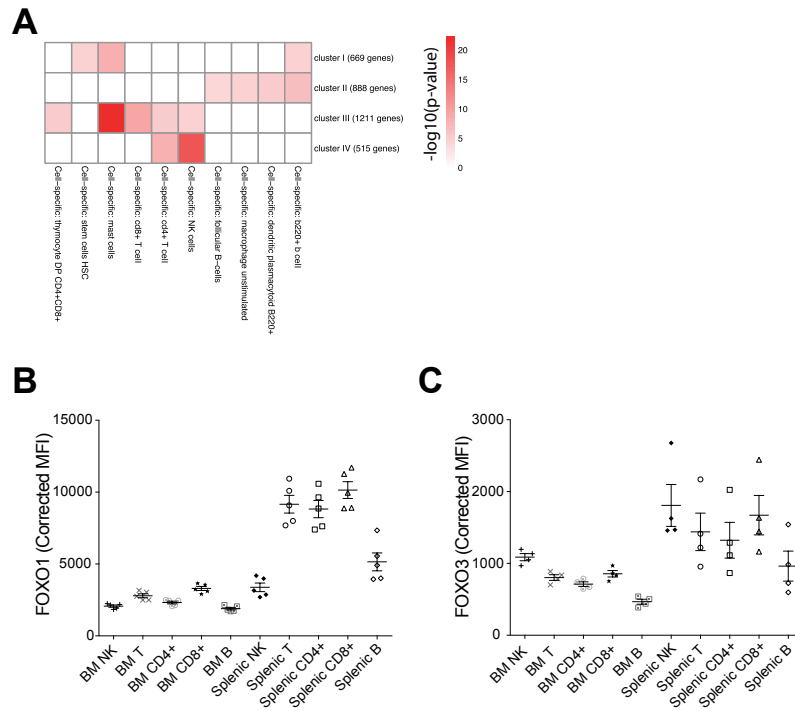 A
cluster I (669 genes)
cluster II (888 genes)
cluster III (1211 genes)
cluster IV (515 genes)
Cell−specific: thymocyte DP CD4+CD8+
Cell−specific: stem cells HSC
Cell−specific: mast cells
Cell−specific: cd8+ T cell
Cell−specific: cd4+ T cell
Cell−specific: NK cells
Cell−specific: follicular B−cells
Cell−specific: macrophage unstimulated
Cell−specific: dendritic plasmacytoid B220+
Cell−specific: b220+ b cell
-log10(p-value)
20
15
10
5
0
B
FOXO1 (Corrected MFI)
15000
10000
5000
0
BM NK
BM T
BM CD4+
BM CD8+
BM B
Splenic NK
Splenic T
Splenic CD4+
Splenic CD8+
Splenic B
C
FOXO3 (Corrected MFI)
3000
2000
1000
0
BM NK
BM T
BM CD4+
BM CD8+
BM B
Splenic NK
Splenic T
Splenic CD4+
Splenic CD8+
Splenic B